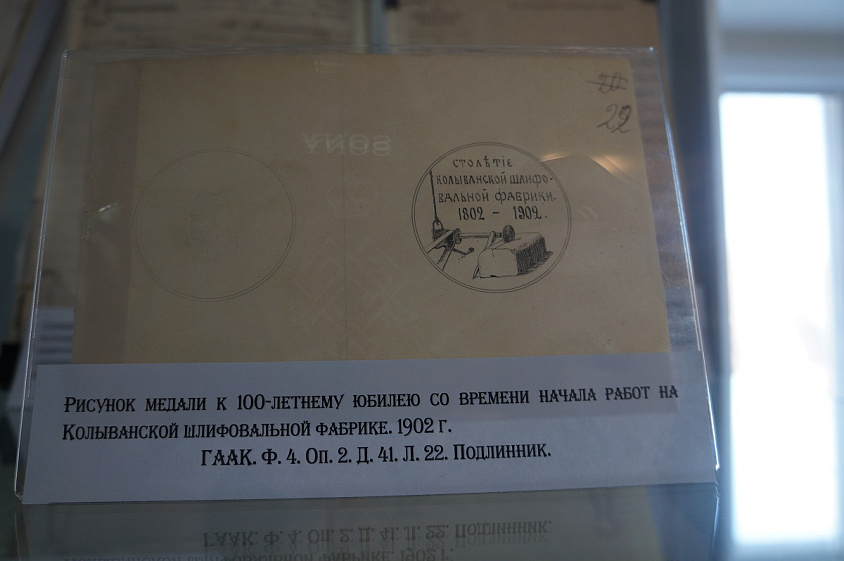 22
СТОЛѢТІЕ
КОЛЫВАНСКОЙ ШЛИФО-
ВАЛЬНОЙ ФАБРИКИ.
1802 – 1902.
РИСУНОК МЕДАЛИ К 100-ЛЕТНЕМУ ЮБИЛЕЮ СО ВРЕМЕНИ НАЧАЛА РАБОТ НА
КОЛЫВАНСКОЙ ШЛИФОВАЛЬНОЙ ФАБРИКЕ. 1902 Г.
ГААК. Ф. 4. ОП. 2. Д. 41. Л. 22. ПОДЛИННИК.